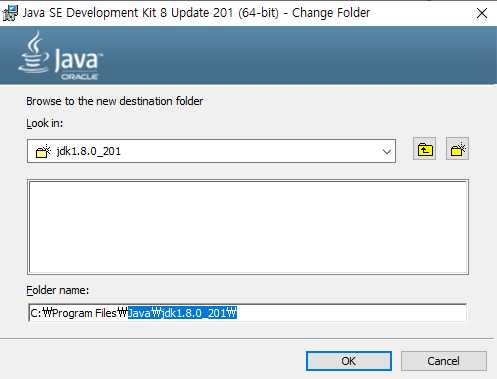 Java SE Development Kit 8 Update 201 (64-bit) - Change Folder
Java™
ORACLE
Browse to the new destination folder
Look in:
jdk1.8.0_201
Folder name:
C:₩Program Files₩Java₩jdk1.8.0_201₩
OK Cancel